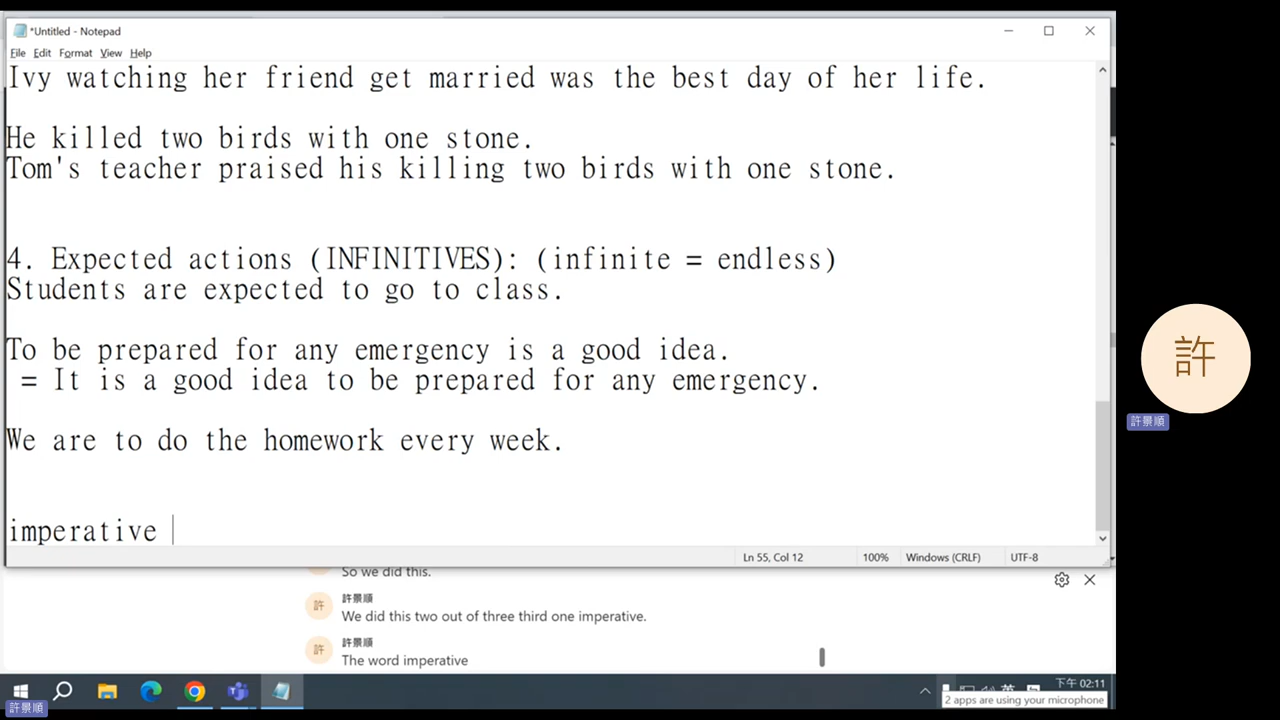 *Untitled - Notepad
File Edit Format View Help
Ivy watching her friend get married was the best day of her life.
He killed two birds with one stone.
Tom's teacher praised his killing two birds with one stone.
4. Expected actions (INFINITIVES): (infinite = endless)
Students are expected to go to class.
To be prepared for any emergency is a good idea.
= It is a good idea to be prepared for any emergency.
We are to do the homework every week.
imperative
Ln 55, Col 12 100% Windows (CRLF) UTF-8
So we did this.
許 許景順
We did this two out of three third one imperative.
許 許景順
The word imperative
許
許景順
下午 02:11
2 apps are using your microphone
許景順